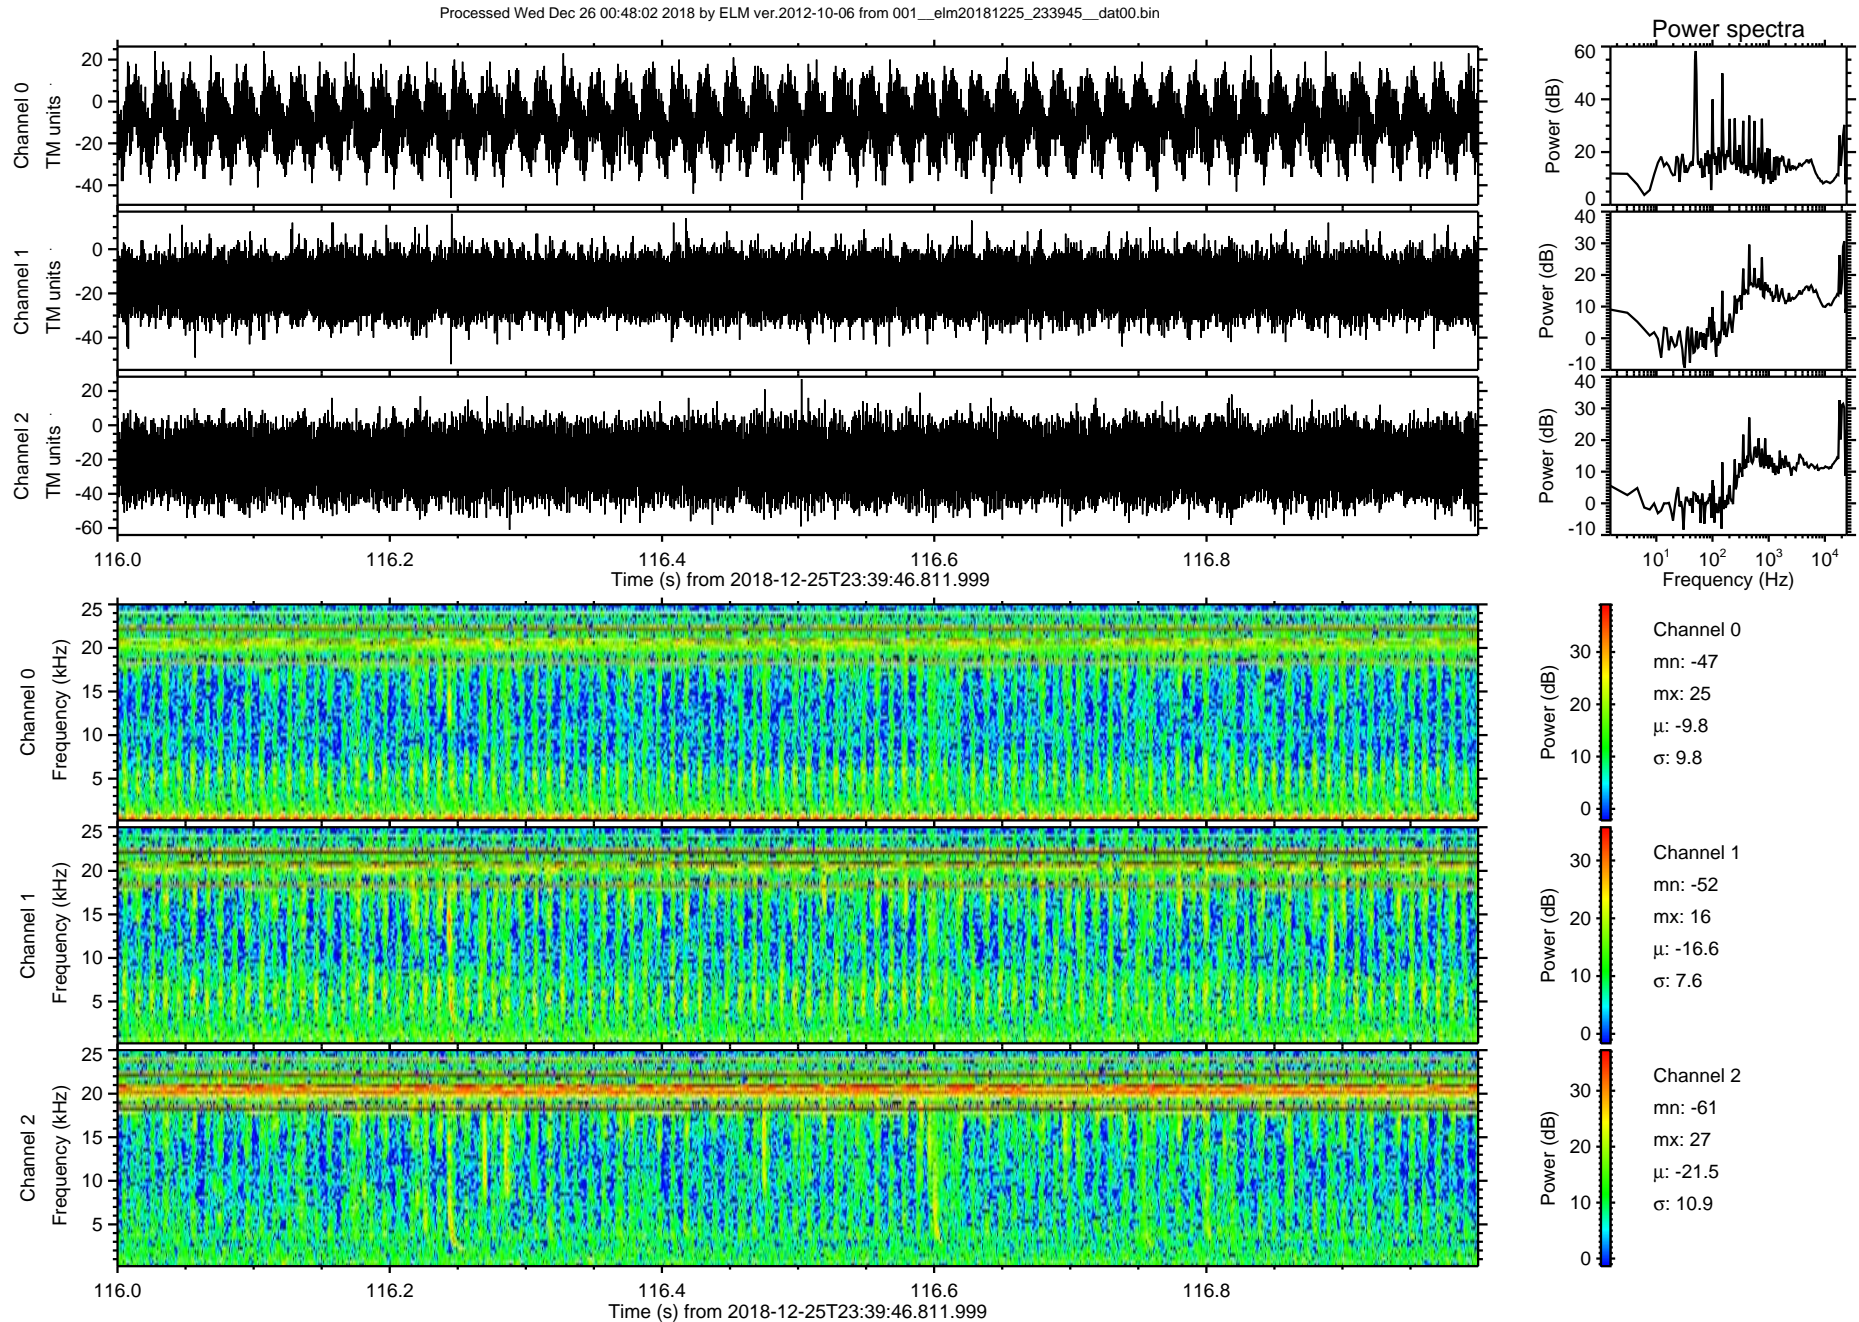 Processed Wed Dec 26 00:48:02 2018 by ELM ver.2012-10-06 from 001__elm20181225_233945__dat00.bin
Power spectra
Channel 0
TM units
20
0
-20
-40
Power (dB)
60
40
20
0
Channel 1
TM units
0
-20
-40
Power (dB)
40
30
20
10
0
-10
Channel 2
TM units
20
0
-20
-40
-60
Power (dB)
40
30
20
10
0
-10
116.0 116.2 116.4 116.6 116.8
Time (s) from 2018-12-25T23:39:46.811.999
10^1 10^2 10^3 10^4
Frequency (Hz)
Channel 0
Frequency (kHz)
25
20
15
10
5
Power (dB)
30
20
10
0
Channel 0
mn: -47
mx: 25
μ: -9.8
σ: 9.8
Channel 1
Frequency (kHz)
25
20
15
10
5
Power (dB)
30
20
10
0
Channel 1
mn: -52
mx: 16
μ: -16.6
σ: 7.6
Channel 2
Frequency (kHz)
25
20
15
10
5
Power (dB)
30
20
10
0
Channel 2
mn: -61
mx: 27
μ: -21.5
σ: 10.9
116.0 116.2 116.4 116.6 116.8
Time (s) from 2018-12-25T23:39:46.811.999